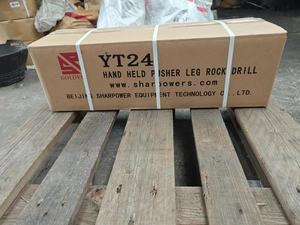 YT24
HAND HELD PUSHER LEG ROCK DRILL
www.sharpowers.com
BEIJING SHARPOWER EQUIPMENT TECHNOLOGY CO., LTD.